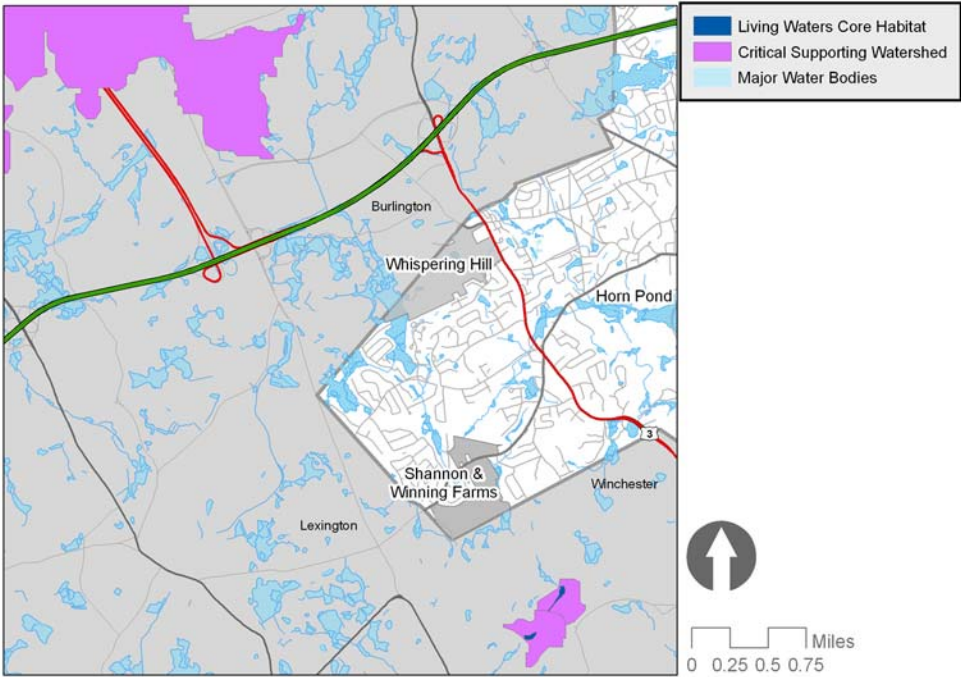 Living Waters Core Habitat
Critical Supporting Watershed
Major Water Bodies
Burlington
Whispering Hill
Horn Pond
3
Shannon &
Winning Farms
Winchester
Lexington
Miles
0 0.25 0.5 0.75